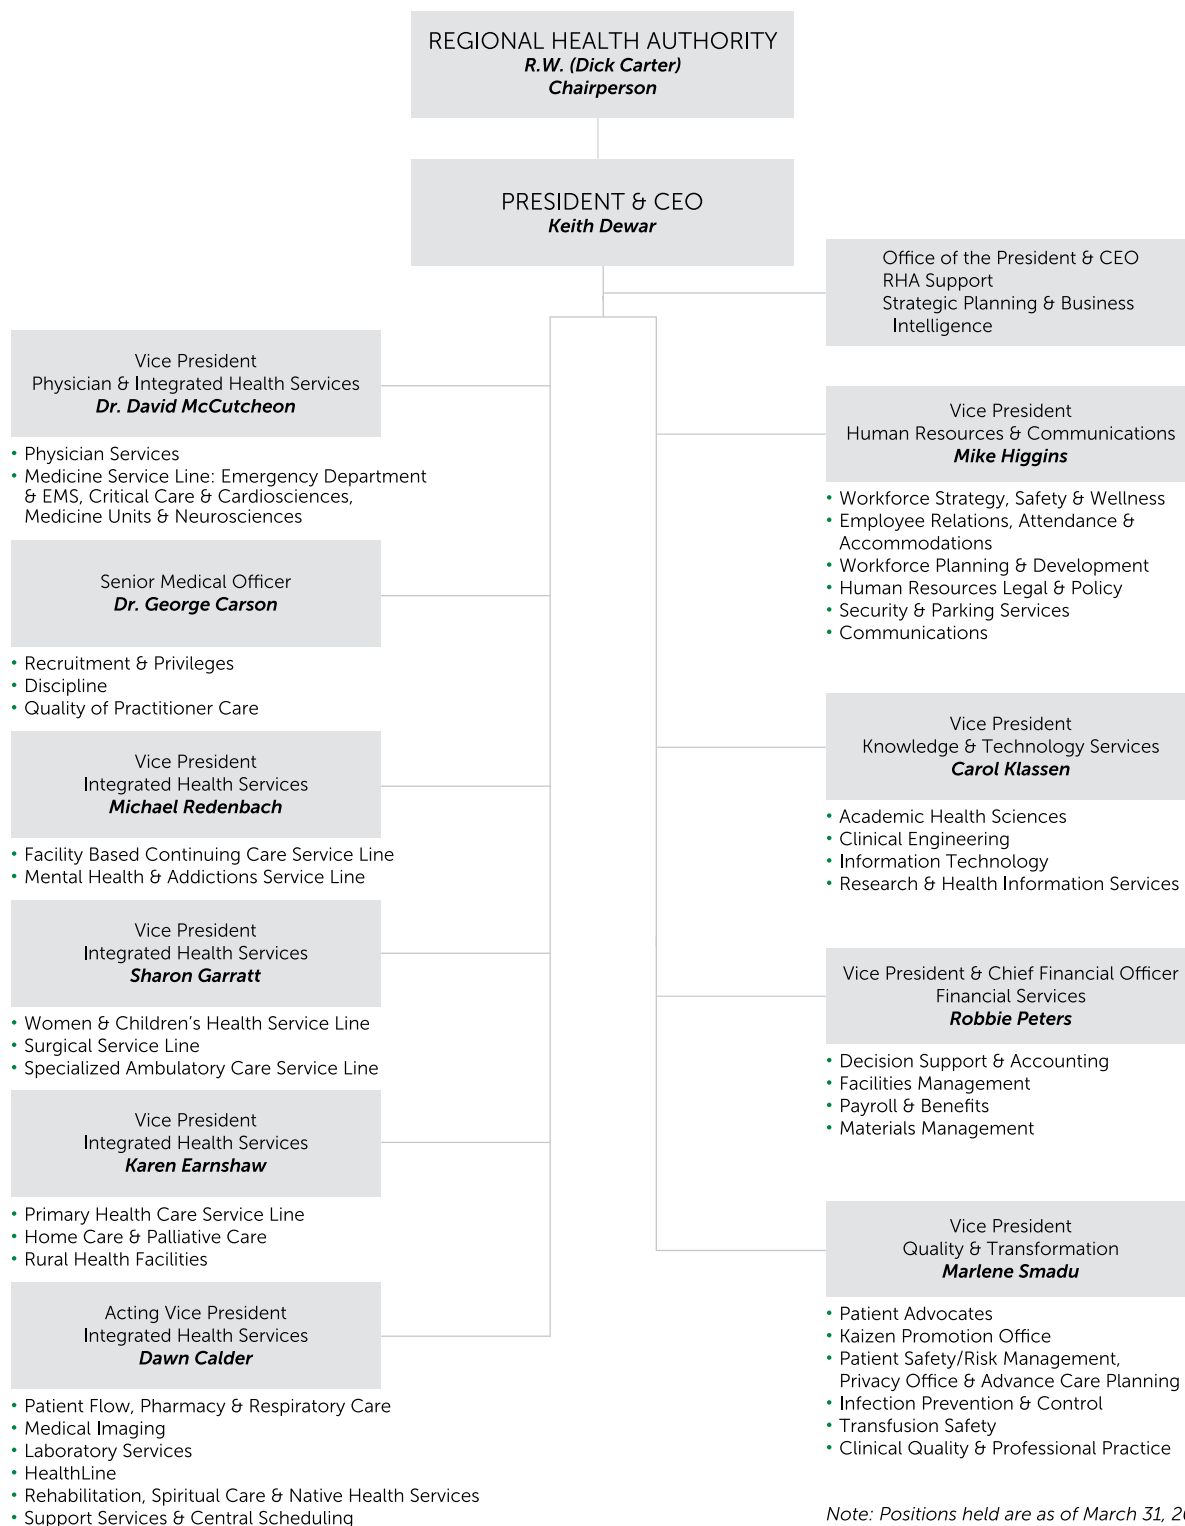 REGIONAL HEALTH AUTHORITY
R.W. (Dick Carter)
Chairperson
PRESIDENT & CEO
Keith Dewar
Office of the President & CEO
RHA Support
Strategic Planning & Business
Intelligence
Vice President
Physician & Integrated Health Services
Dr. David McCutcheon
• Physician Services
• Medicine Service Line: Emergency Department
& EMS, Critical Care & Cardiosciences,
Medicine Units & Neurosciences
Senior Medical Officer
Dr. George Carson
• Recruitment & Privileges
• Discipline
• Quality of Practitioner Care
Vice President
Integrated Health Services
Michael Redenbach
• Facility Based Continuing Care Service Line
• Mental Health & Addictions Service Line
Vice President
Integrated Health Services
Sharon Garratt
• Women & Children’s Health Service Line
• Surgical Service Line
• Specialized Ambulatory Care Service Line
Vice President
Integrated Health Services
Karen Earnshaw
• Primary Health Care Service Line
• Home Care & Palliative Care
• Rural Health Facilities
Acting Vice President
Integrated Health Services
Dawn Calder
• Patient Flow, Pharmacy & Respiratory Care
• Medical Imaging
• Laboratory Services
• HealthLine
• Rehabilitation, Spiritual Care & Native Health Services
• Support Services & Central Scheduling
Vice President
Human Resources & Communications
Mike Higgins
• Workforce Strategy, Safety & Wellness
• Employee Relations, Attendance &
Accommodations
• Workforce Planning & Development
• Human Resources Legal & Policy
• Security & Parking Services
• Communications
Vice President
Knowledge & Technology Services
Carol Klassen
• Academic Health Sciences
• Clinical Engineering
• Information Technology
• Research & Health Information Services
Vice President & Chief Financial Officer
Financial Services
Robbie Peters
• Decision Support & Accounting
• Facilities Management
• Payroll & Benefits
• Materials Management
Vice President
Quality & Transformation
Marlene Smadu
• Patient Advocates
• Kaizen Promotion Office
• Patient Safety/Risk Management,
Privacy Office & Advance Care Planning
• Infection Prevention & Control
• Transfusion Safety
• Clinical Quality & Professional Practice
Note: Positions held are as of March 31,